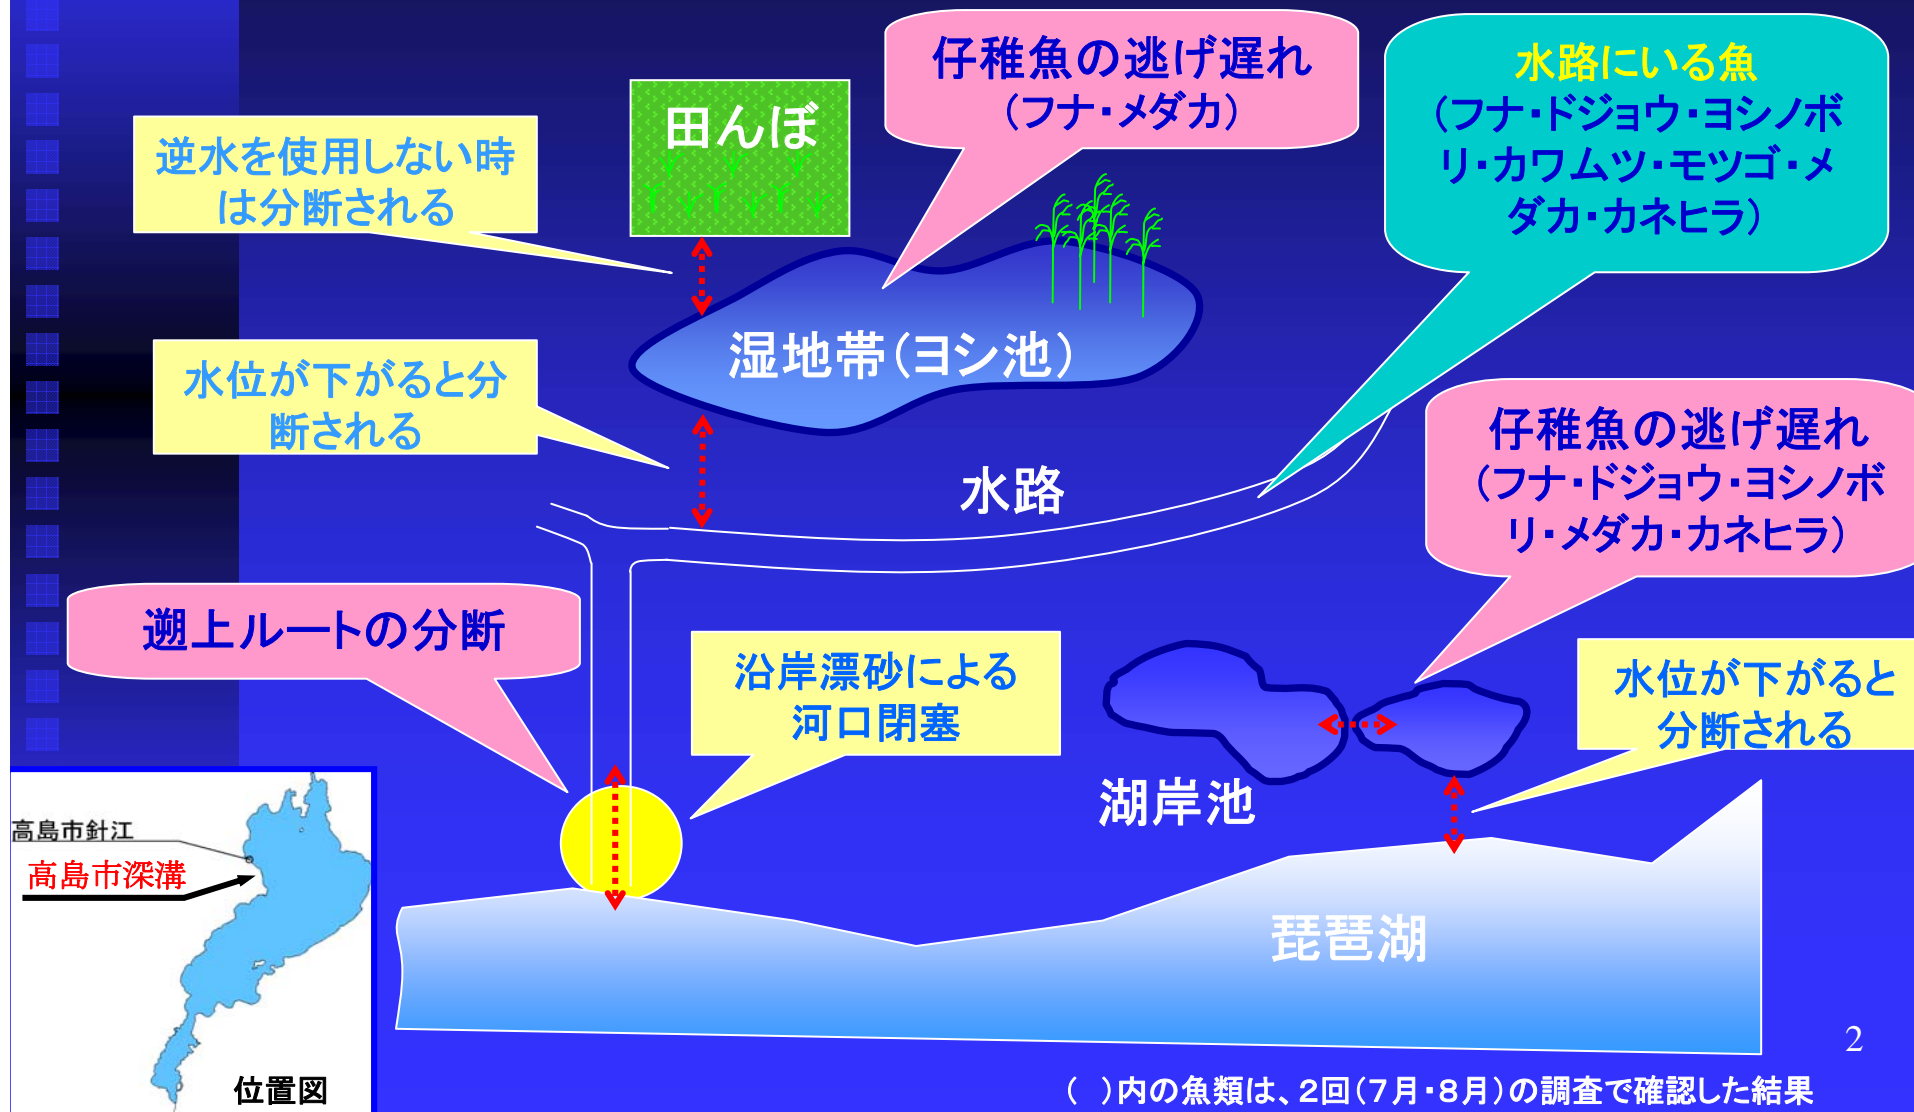 仔稚魚の逃げ遅れ
(フナ・メダカ)
水路にいる魚
(フナ・ドジョウ・ヨシノボ
リ・カワムツ・モツゴ・メ
ダカ・カネヒラ)
田んぼ
逆水を使用しない時
は分断される
湿地帯(ヨシ池)
水位が下がると分
断される
水路
仔稚魚の逃げ遅れ
(フナ・ドジョウ・ヨシノボ
リ・メダカ・カネヒラ)
遡上ルートの分断
沿岸漂砂による
河口閉塞
水位が下がると
分断される
湖岸池
高島市針江
高島市深溝
琵琶湖
位置図
2
( )内の魚類は、2回(7月・8月)の調査で確認した結果